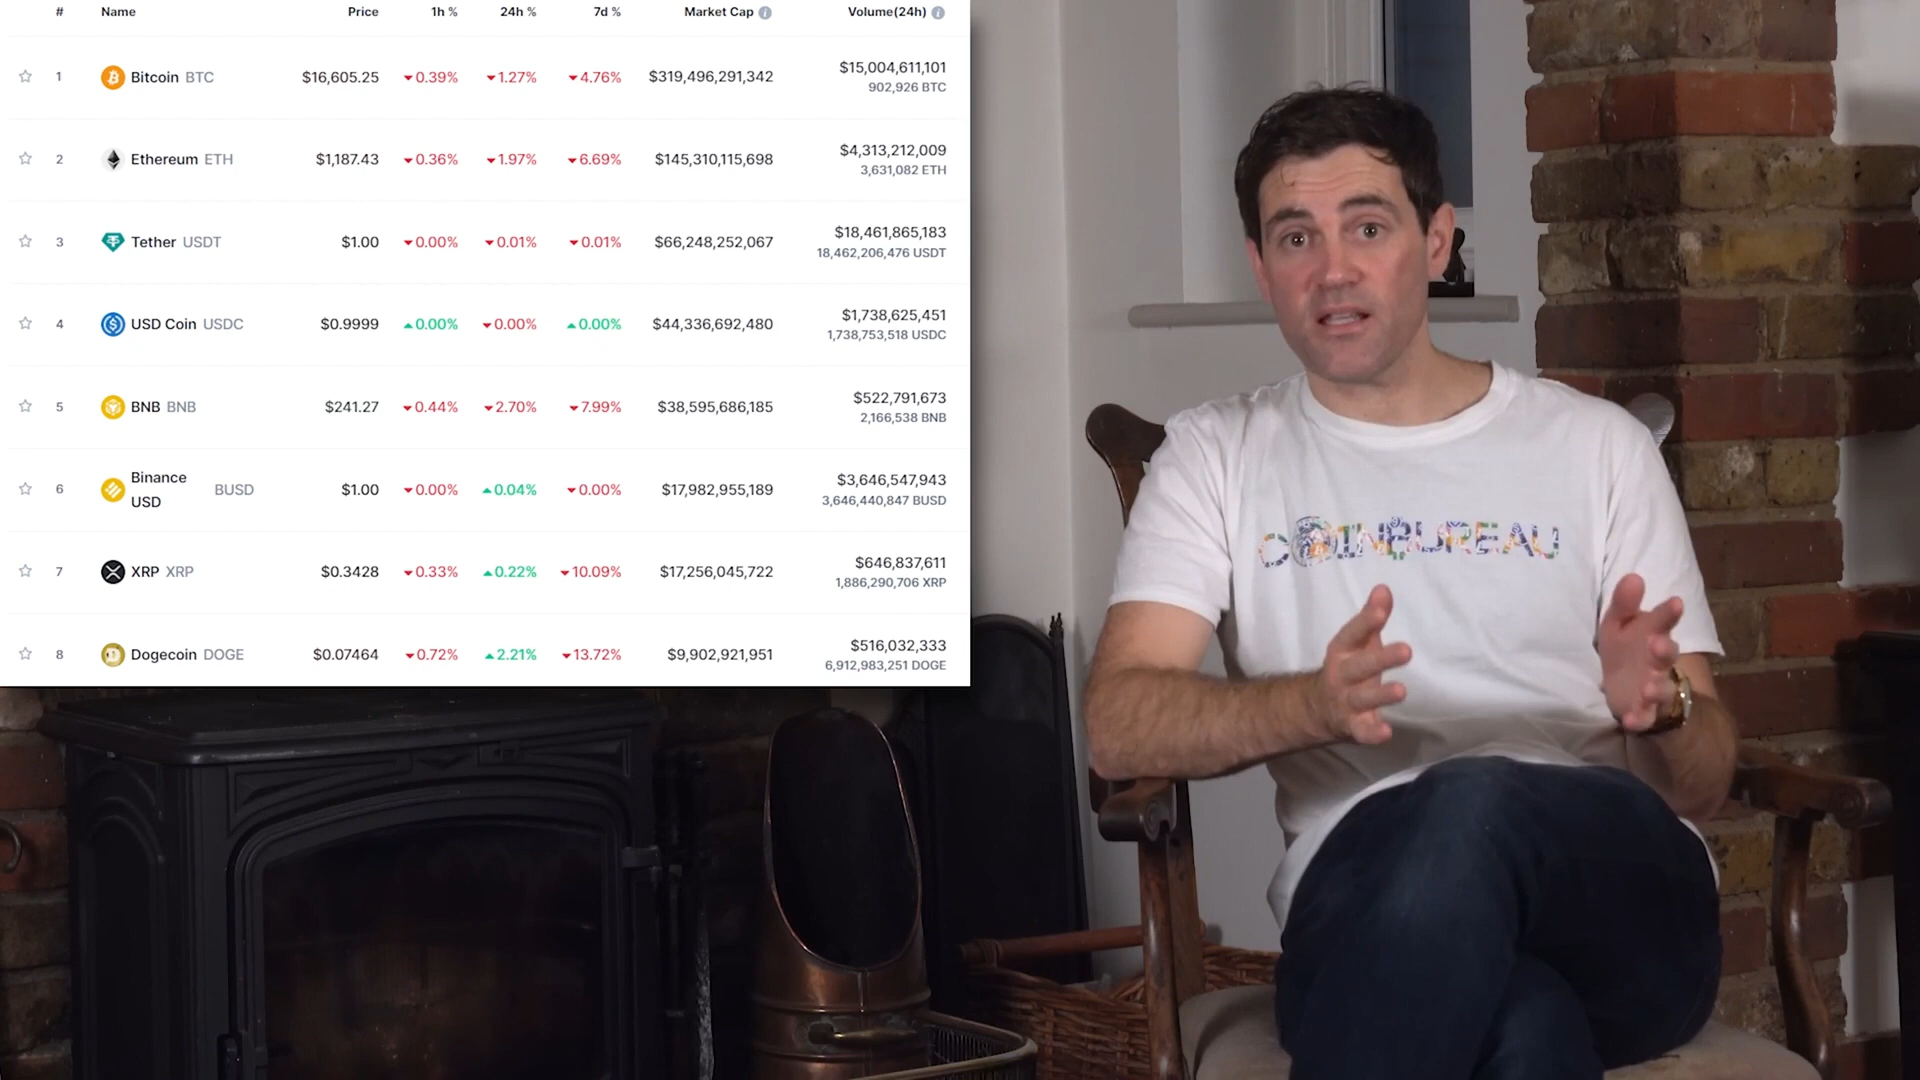 # Name Price 1h % 24h % 7d % Market Cap Volume(24h)
1 Bitcoin BTC $16,605.25 0.39% 1.27% 4.76% $319,496,291,342 $15,004,611,101
902,926 BTC
2 Ethereum ETH $1,187.43 0.36% 1.97% 6.69% $145,310,115,698 $4,313,212,009
3,631,082 ETH
3 Tether USDT $1.00 0.00% 0.01% 0.01% $66,248,252,067 $18,461,865,183
18,462,206,476 USDT
4 USD Coin USDC $0.9999 0.00% 0.00% 0.00% $44,336,692,480 $1,738,625,451
1,738,753,518 USDC
5 BNB BNB $241.27 0.44% 2.70% 7.99% $38,595,686,185 $522,791,673
2,166,538 BNB
6 Binance USD BUSD $1.00 0.00% 0.04% 0.00% $17,982,955,189 $3,646,547,943
3,646,440,847 BUSD
7 XRP XRP $0.3428 0.33% 0.22% 10.09% $17,256,045,722 $646,837,611
1,886,290,706 XRP
8 Dogecoin DOGE $0.07464 0.72% 2.21% 13.72% $9,902,921,951 $516,032,333
6,912,983,251 DOGE
COINBUREAU